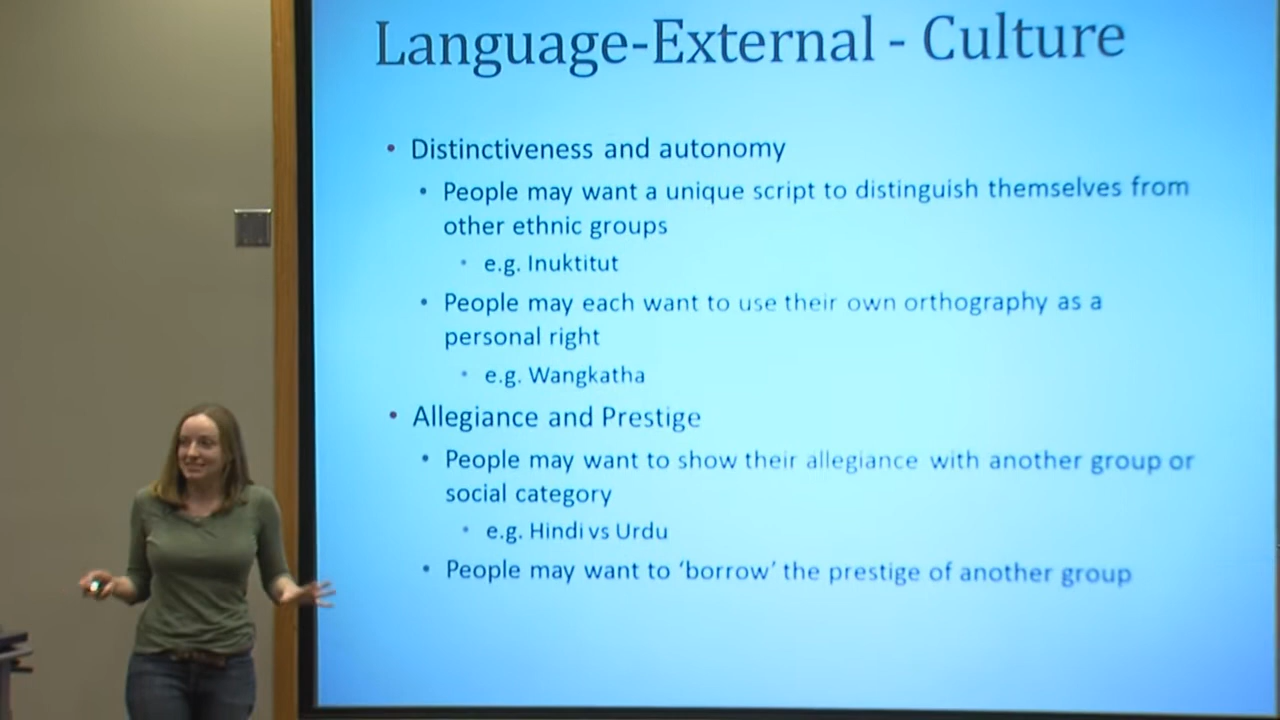 Language-External - Culture
• Distinctiveness and autonomy
• People may want a unique script to distinguish themselves from
other ethnic groups
• e.g. Inuktitut
• People may each want to use their own orthography as a
personal right
• e.g. Wangkatha
• Allegiance and Prestige
• People may want to show their allegiance with another group or
social category
• e.g. Hindi vs Urdu
• People may want to ‘borrow’ the prestige of another group